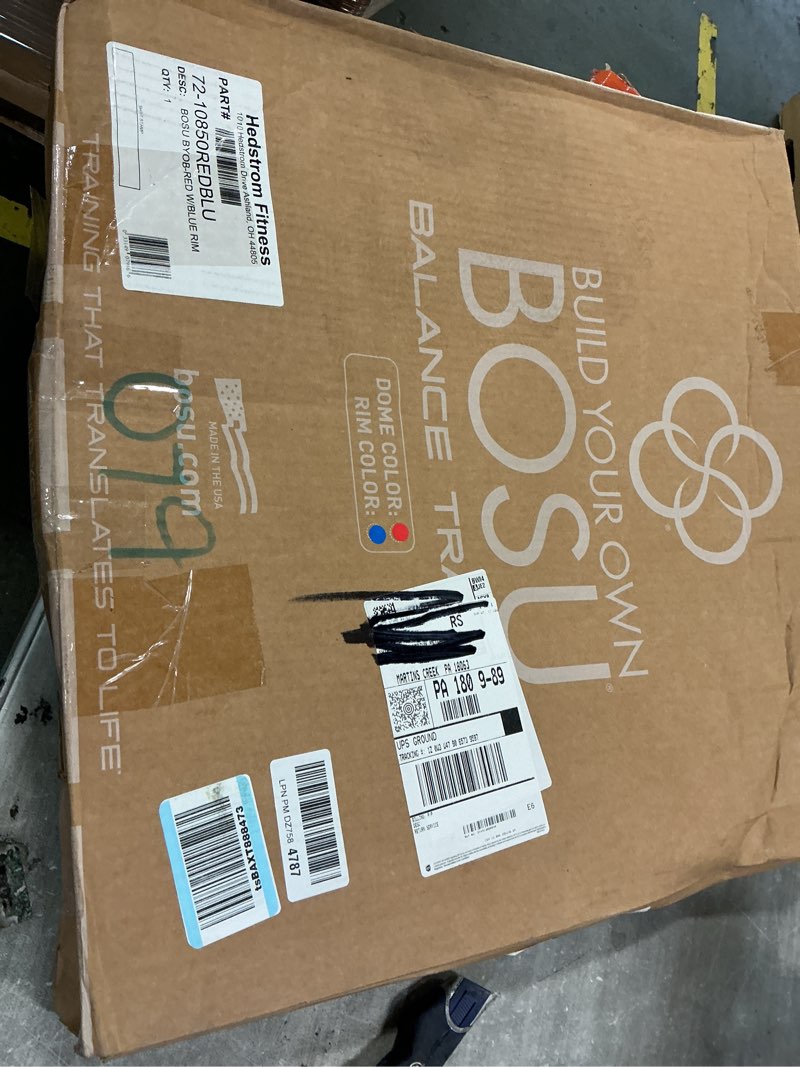 Hedstrom Fitness
1010 Hedstrom Drive Ashland, OH 44805
PART#
72-10850REDBLU
DESC: BOSU BYOB-RED W/BLUE RIM
QTY: 1
BUILD YOUR OWN
BOSU®
BALANCE TRA
DOME COLOR:
RIM COLOR:
MADE IN THE USA
bosu.com
079
TRAINING THAT TRANSLATES TO LIFE
RS
MARTINS CREEK PA 18063
PA 180 9-89
UPS GROUND
E6
LPN PM DZ758 4787
tsBAXT888473